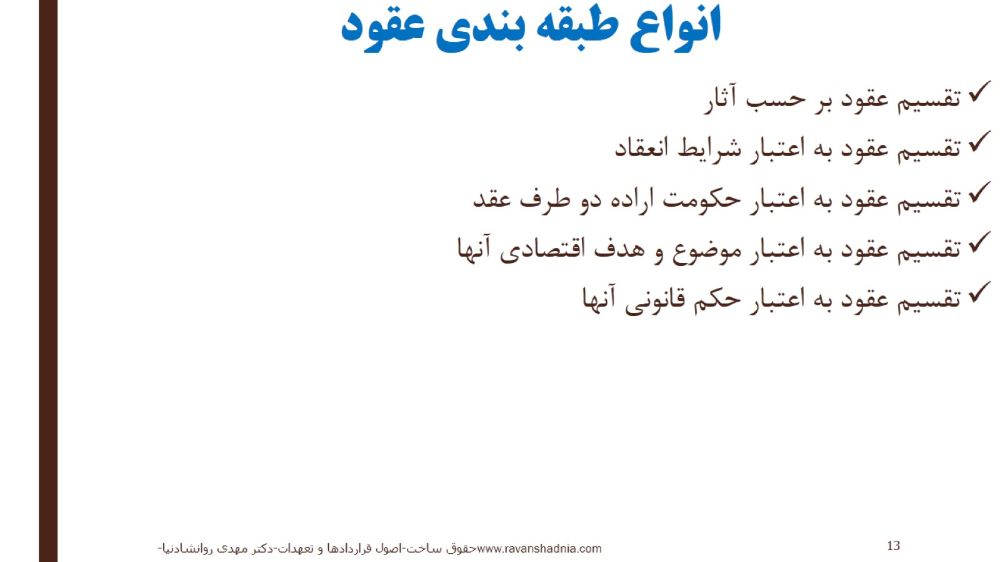 انواع طبقه بندی عقود
✓ تقسیم عقود بر حسب آثار
✓ تقسیم عقود به اعتبار شرایط انعقاد
✓ تقسیم عقود به اعتبار حکومت اراده دو طرف عقد
✓ تقسیم عقود به اعتبار موضوع و هدف اقتصادی آنها
✓ تقسیم عقود به اعتبار حکم قانونی آنها
13
www.ravanshadnia.comحقوق ساخت-اصول قراردادها و تعهدات-دکتر مهدی روانشادنیا-